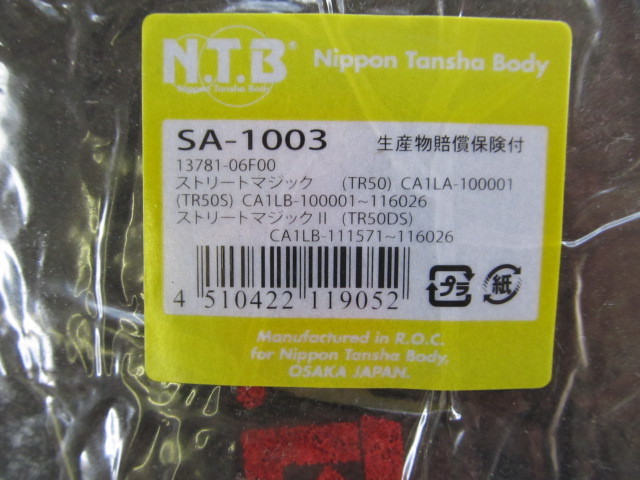 N.T.B®
Nippon Tansha Body
Nippon Tansha Body
SA-1003 生産物賠償保険付
13781-06F00
ストリートマジック (TR50) CA1LA-100001
(TR50S) CA1LB-100001~116026
ストリートマジックII (TR50DS)
CA1LB-111571~116026
4 510422 119052
プラ
紙
Manufactured in R.O.C.
for Nippon Tansha Body.
OSAKA JAPAN.